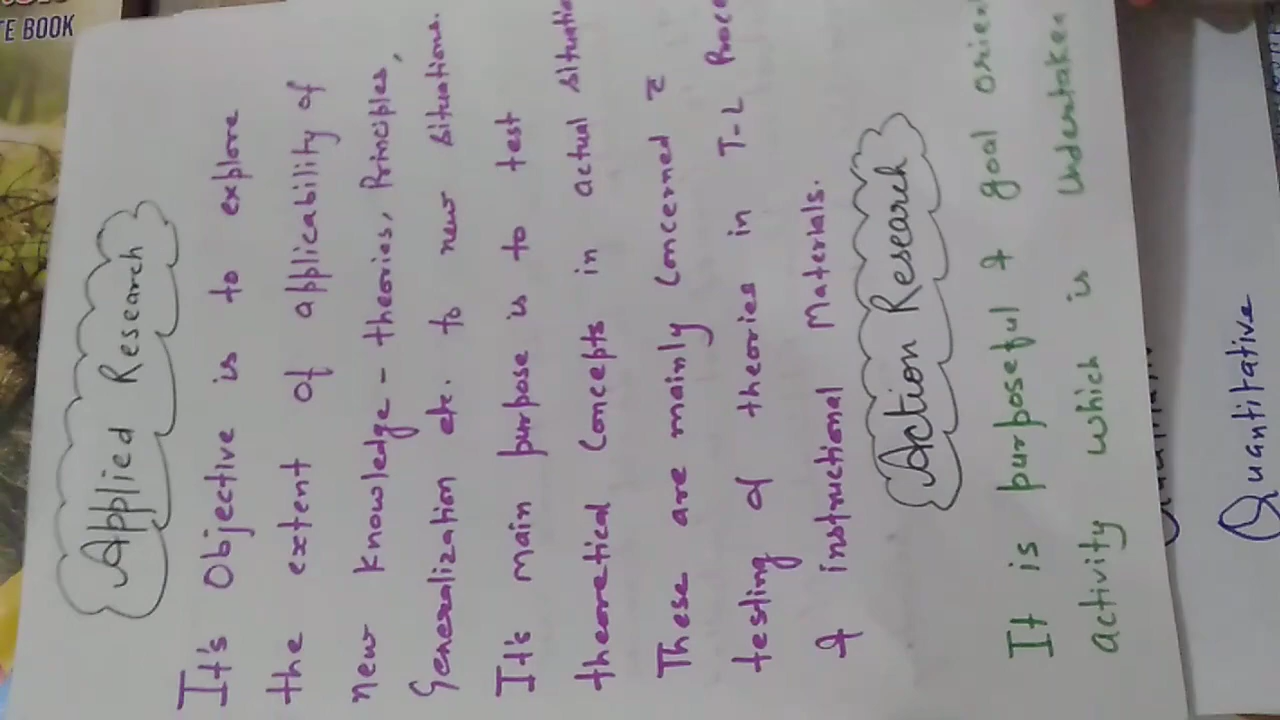 E BOOK
Applied Research
It's Objective is to explore
the extent of applicability of
new knowledge - theories, Principles,
Generalization etc. to new situations.
It's main purpose is to test
theoretical Concepts in actual situatio
These are mainly Concerned c̄
testing of theories in T-L Proce
& instructional Materials.
Action Research
It is purposeful & goal orien
activity which is undertaken
Quantitative